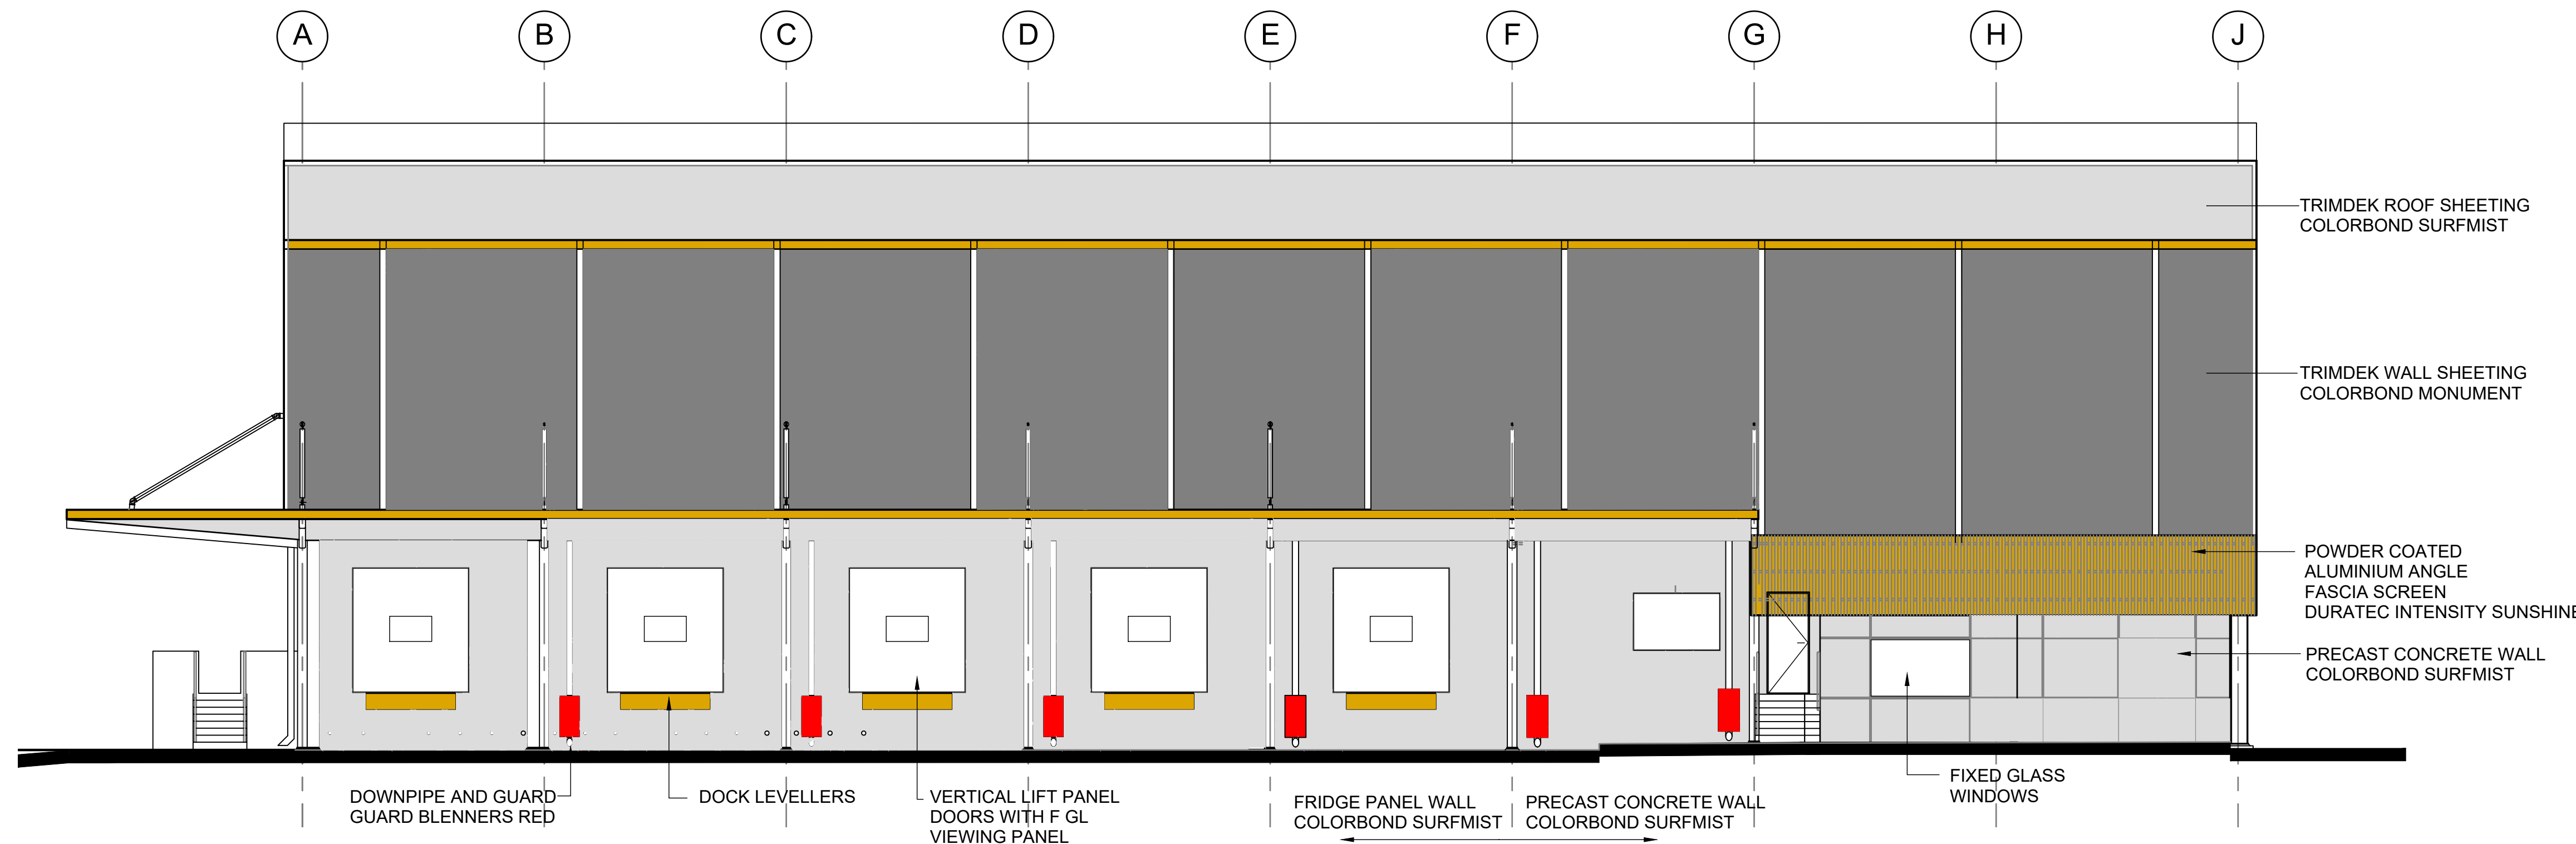 A B C D E F G H J
TRIMDEK ROOF SHEETING
COLORBOND SURFMIST
TRIMDEK WALL SHEETING
COLORBOND MONUMENT
POWDER COATED
ALUMINIUM ANGLE
FASCIA SCREEN
DURATEC INTENSITY SUNSHINE
PRECAST CONCRETE WALL
COLORBOND SURFMIST
DOWNPIPE AND GUARD
GUARD BLENNERS RED
DOCK LEVELLERS
VERTICAL LIFT PANEL
DOORS WITH F GL
VIEWING PANEL
FRIDGE PANEL WALL
COLORBOND SURFMIST
PRECAST CONCRETE WALL
COLORBOND SURFMIST
FIXED GLASS
WINDOWS